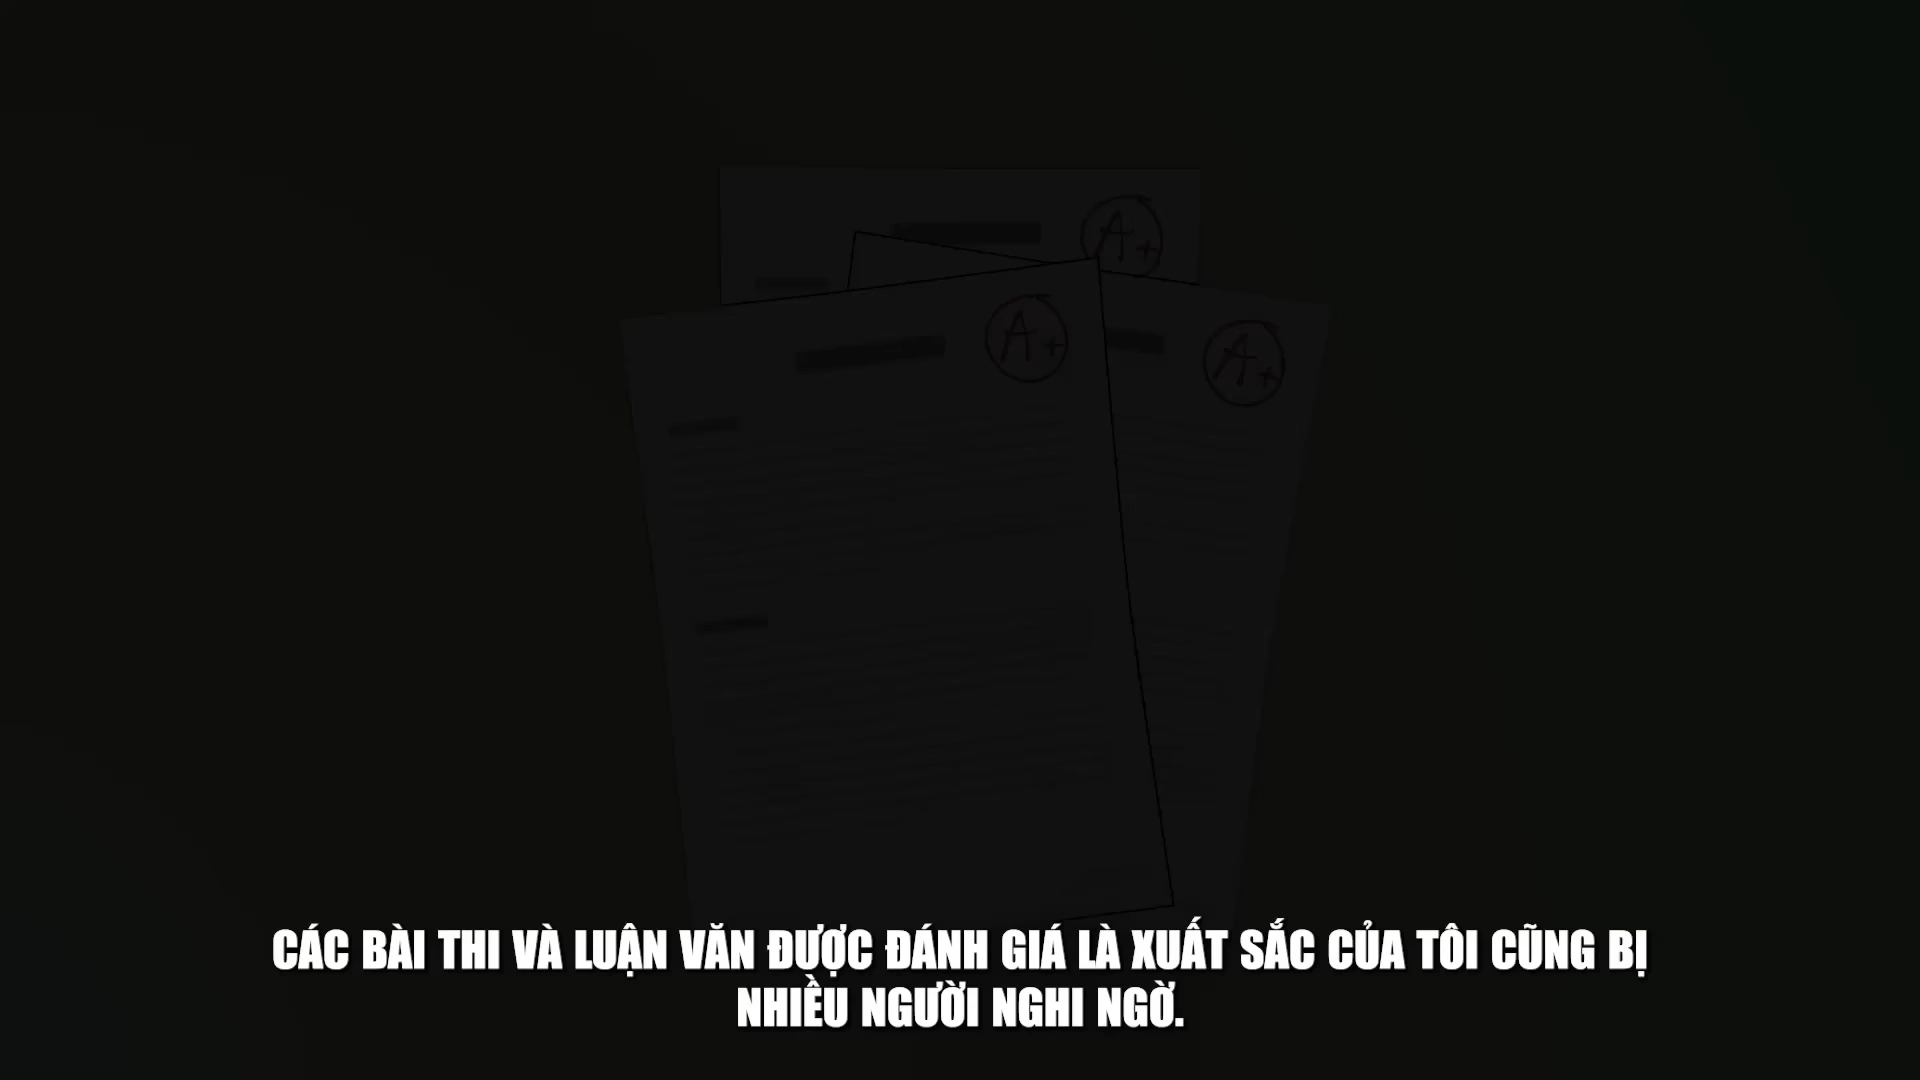 A+
A+
A+
CÁC BÀI THI VÀ LUẬN VĂN ĐƯỢC ĐÁNH GIÁ LÀ XUẤT SẮC CỦA TÔI CŨNG BỊ
NHIỀU NGƯỜI NGHI NGỜ.